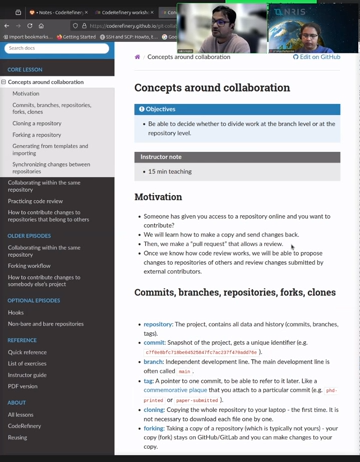 • Notes - CodeRefiner
CodeRefinery worksh
https://coderefinery.github.io/git-coll
Import bookmarks...
Getting Started
SSH and SCP: Howto, E
Search docs
CORE LESSON
Concepts around collaboration
Motivation
Commits, branches, repositories,
forks, clones
Cloning a repository
Forking a repository
Generating from templates and
importing
Synchronizing changes between
repositories
Collaborating within the same
repository
Practicing code review
How to contribute changes to
repositories that belong to others
OLDER EPISODES
Collaborating within the same
repository
Forking workflow
How to contribute changes to
somebody else's project
OPTIONAL EPISODES
Hooks
Non-bare and bare repositories
REFERENCE
Quick reference
List of exercises
Instructor guide
PDF version
ABOUT
All lessons
CodeRefinery
Reusing
NRIS
/ Concepts around collaboration
Edit on GitHub
Concepts around collaboration
Objectives
• Be able to decide whether to divide work at the branch level or at the
repository level.
Instructor note
• 15 min teaching
Motivation
• Someone has given you access to a repository online and you want to
contribute?
• We will learn how to make a copy and send changes back.
• Then, we make a "pull request" that allows a review.
• Once we know how code review works, we will be able to propose
changes to repositories of others and review changes submitted by
external contributors.
Commits, branches, repositories, forks, clones
• repository: The project, contains all data and history (commits, branches,
tags).
• commit: Snapshot of the project, gets a unique identifier (e.g.
).
• branch: Independent development line. The main development line is
often called main .
• tag: A pointer to one commit, to be able to refer to it later. Like a
commemorative plaque that you attach to a particular commit (e.g. phd-
printed or paper-submitted ).
• cloning: Copying the whole repository to your laptop - the first time. It is
not necessary to download each file one by one.
• forking: Taking a copy of a repository (which is typically not yours) - your
copy (fork) stays on GitHub/GitLab and you can make changes to your
copy.